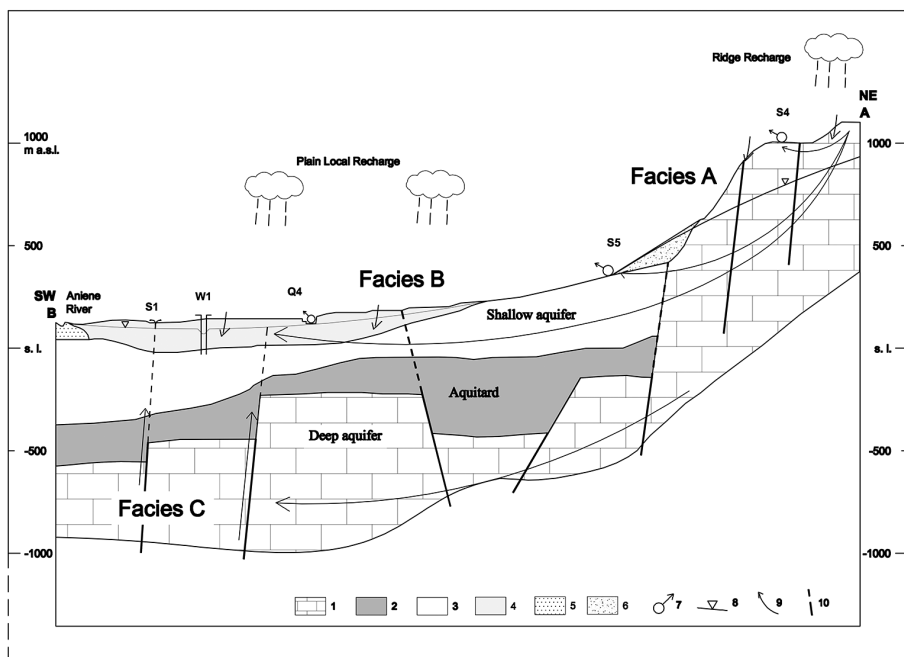 Ridge Recharge
NE
A
S4
1000
m a.s.l.
1000
Plain Local Recharge
Facies A
500
S5
500
Facies B
SW
B
Aniene
River
S1
W1
Q4
Shallow aquifer
s. l.
s. l.
Aquitard
Deep aquifer
-500
-500
Facies C
-1000
-1000
1 2 3 4 5 6 7 8 9 10